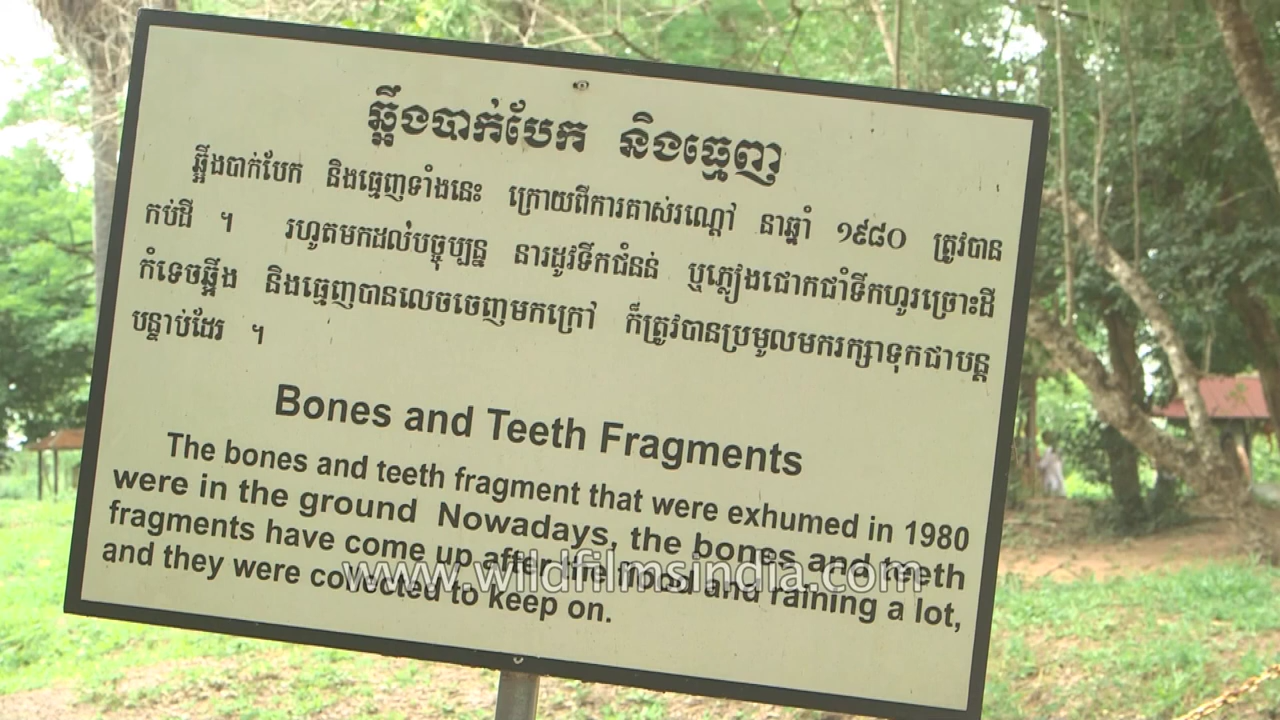 ឆ្អឹងបាក់បែក និងធ្មេញ
ឆ្អឹងបាក់បែក និងធ្មេញទាំងនេះ ក្រោយពីការគាស់រណ្តៅ នាឆ្នាំ ១៩៨០ ត្រូវបាន
កប់ដី ។ រហូតមកដល់បច្ចុប្បន្ន នារដូវទឹកជំនន់ ឬភ្លៀងជោកជាំទឹកហូរច្រោះដី
កំទេចឆ្អឹង និងធ្មេញបានលេចចេញមកក្រៅ ក៏ត្រូវបានប្រមូលមករក្សាទុកជាបន្ត
បន្ទាប់ដែរ ។
Bones and Teeth Fragments
The bones and teeth fragment that were exhumed in 1980
were in the ground Nowadays, the bones and teeth
fragments have come up after the flood and raining a lot,
and they were collected to keep on.
www.wildfilmsindia.com